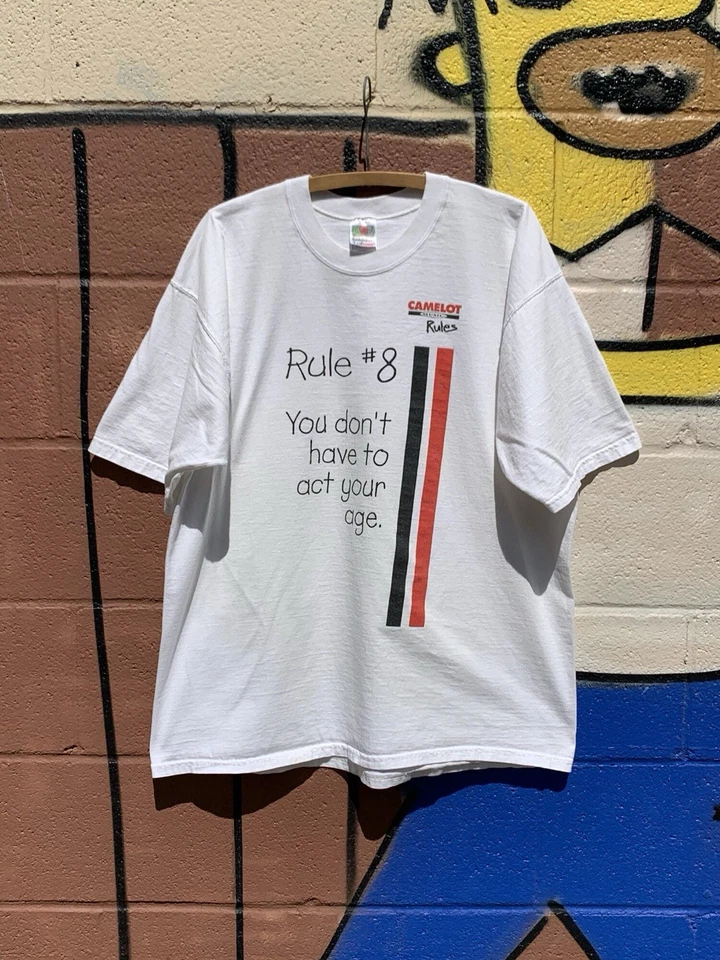 CAMELOT
Rules
Rule #8
You don't
have to
act your
age.